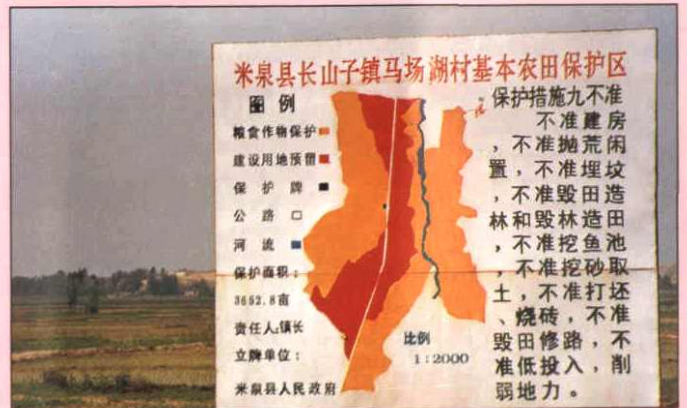 米泉县长山子镇马场湖村基本农田保护区
图例
粮食作物保护
建设用地预留
保护牌
公路
河流
保护面积：
3652.8亩
责任人:镇长
立牌单位：
米泉县人民政府
比例
1:2000
保护措施九不准
不准建房
，不准抛荒闲
置，不准埋坟
，不准毁田造
林和毁林造田
，不准挖鱼池
，不准挖砂取
土，不准打坯
、烧砖，不准
毁田修路，不
准低投入，削
弱地力。